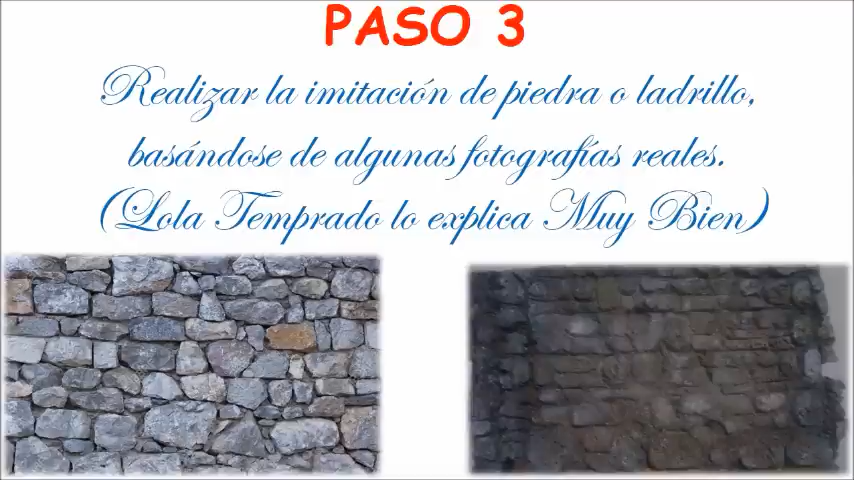 PASO 3
Realizar la imitación de piedra o ladrillo,
basándose de algunas fotografías reales.
(Lola Temprado lo explica Muy Bien)